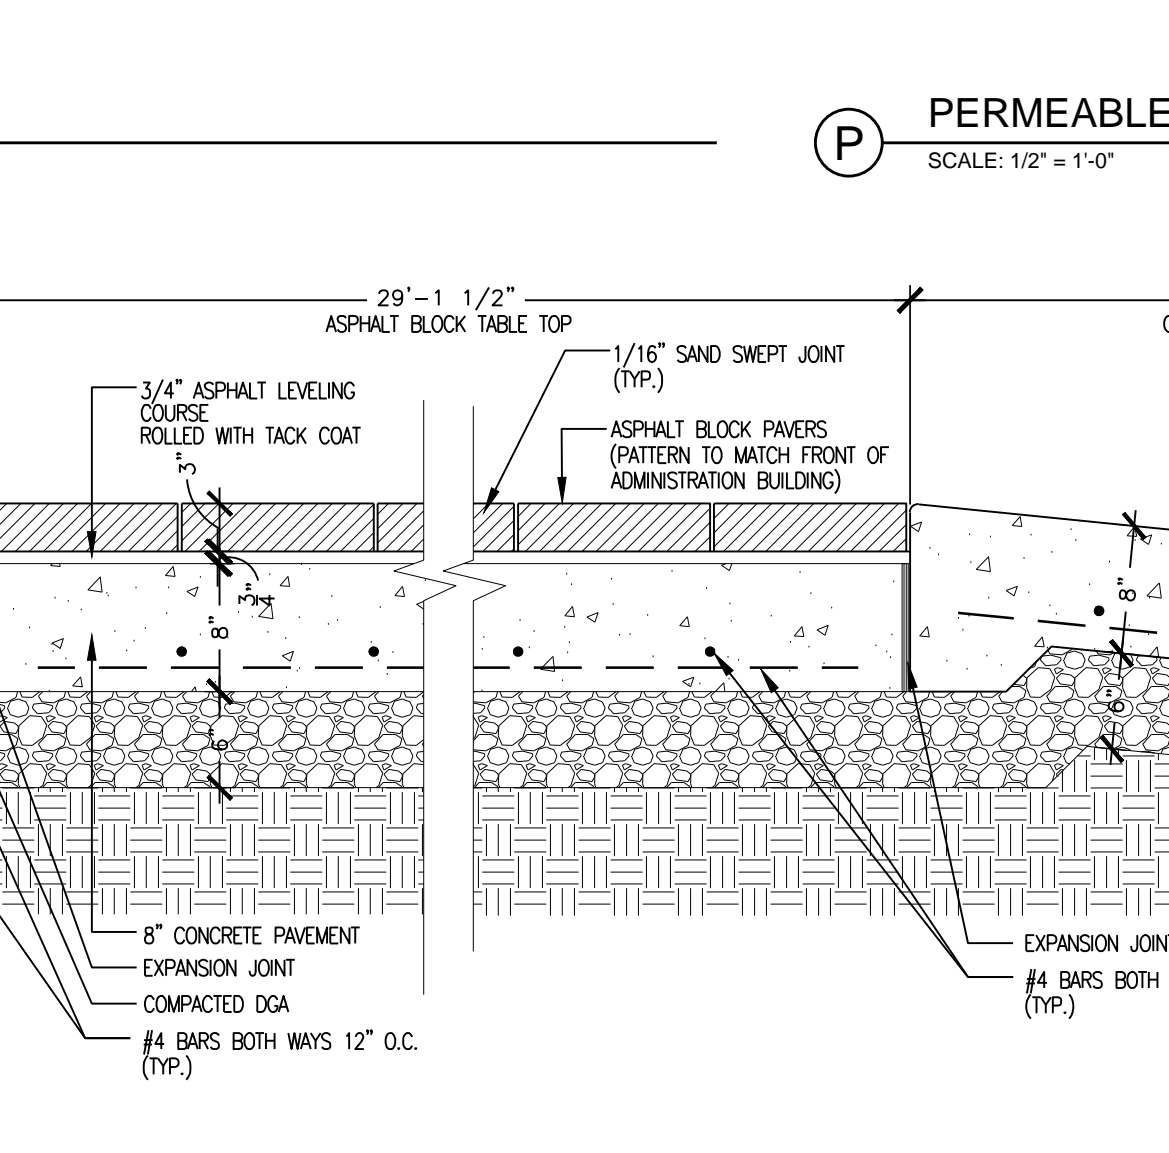 PERMEABLE
P
SCALE: 1/2" = 1'-0"
29'-1 1/2"
ASPHALT BLOCK TABLE TOP
1/16" SAND SWEPT JOINT
(TYP.)
3/4" ASPHALT LEVELING
COURSE
ROLLED WITH TACK COAT
ASPHALT BLOCK PAVERS
(PATTERN TO MATCH FRONT OF
ADMINISTRATION BUILDING)
3"
3/4"
8"
6"
8"
6"
8" CONCRETE PAVEMENT
EXPANSION JOINT
COMPACTED DGA
#4 BARS BOTH WAYS 12" O.C.
(TYP.)
EXPANSION JOINT
#4 BARS BOTH
(TYP.)